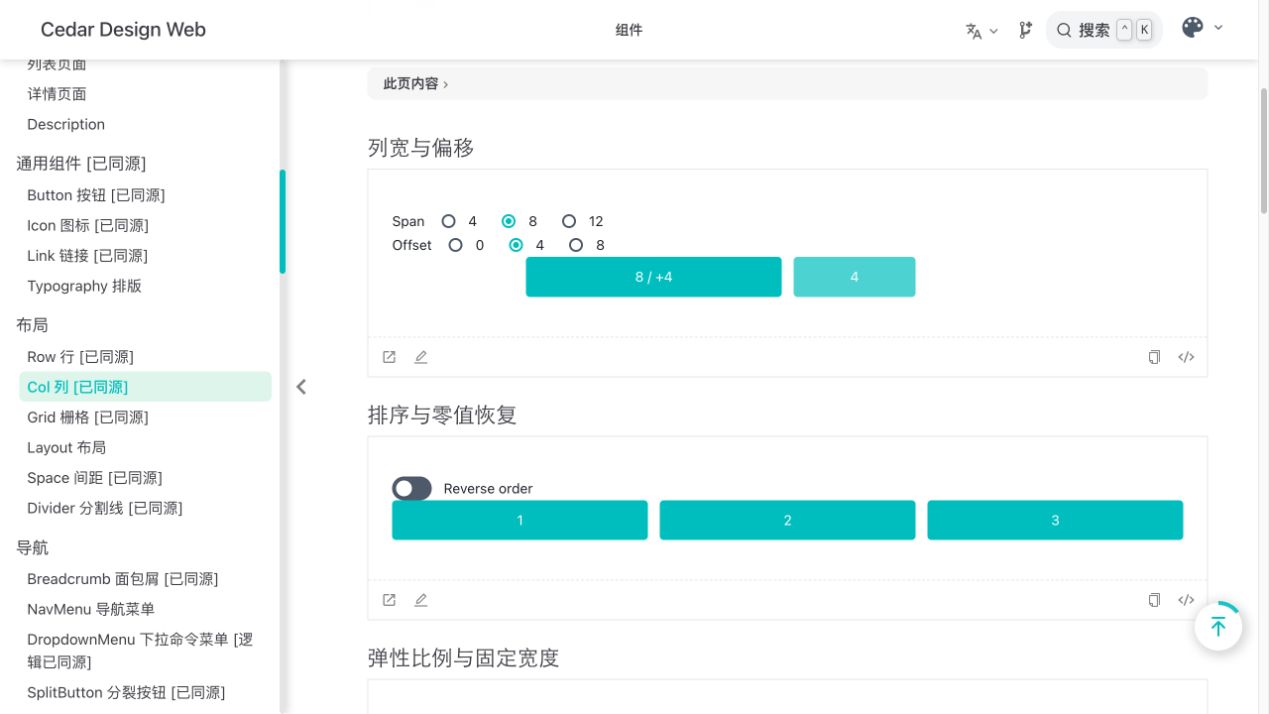 Cedar Design Web
组件
搜索 ^ K
列表页面
详情页面
Description
通用组件 [已同源]
Button 按钮 [已同源]
Icon 图标 [已同源]
Link 链接 [已同源]
Typography 排版
布局
Row 行 [已同源]
Col 列 [已同源]
Grid 栅格 [已同源]
Layout 布局
Space 间距 [已同源]
Divider 分割线 [已同源]
导航
Breadcrumb 面包屑 [已同源]
NavMenu 导航菜单
DropdownMenu 下拉命令菜单 [逻
辑已同源]
SplitButton 分裂按钮 [已同源]
此页内容 ›
列宽与偏移
Span 4 8 12
Offset 0 4 8
8 / +4 4
排序与零值恢复
Reverse order
1 2 3
弹性比例与固定宽度